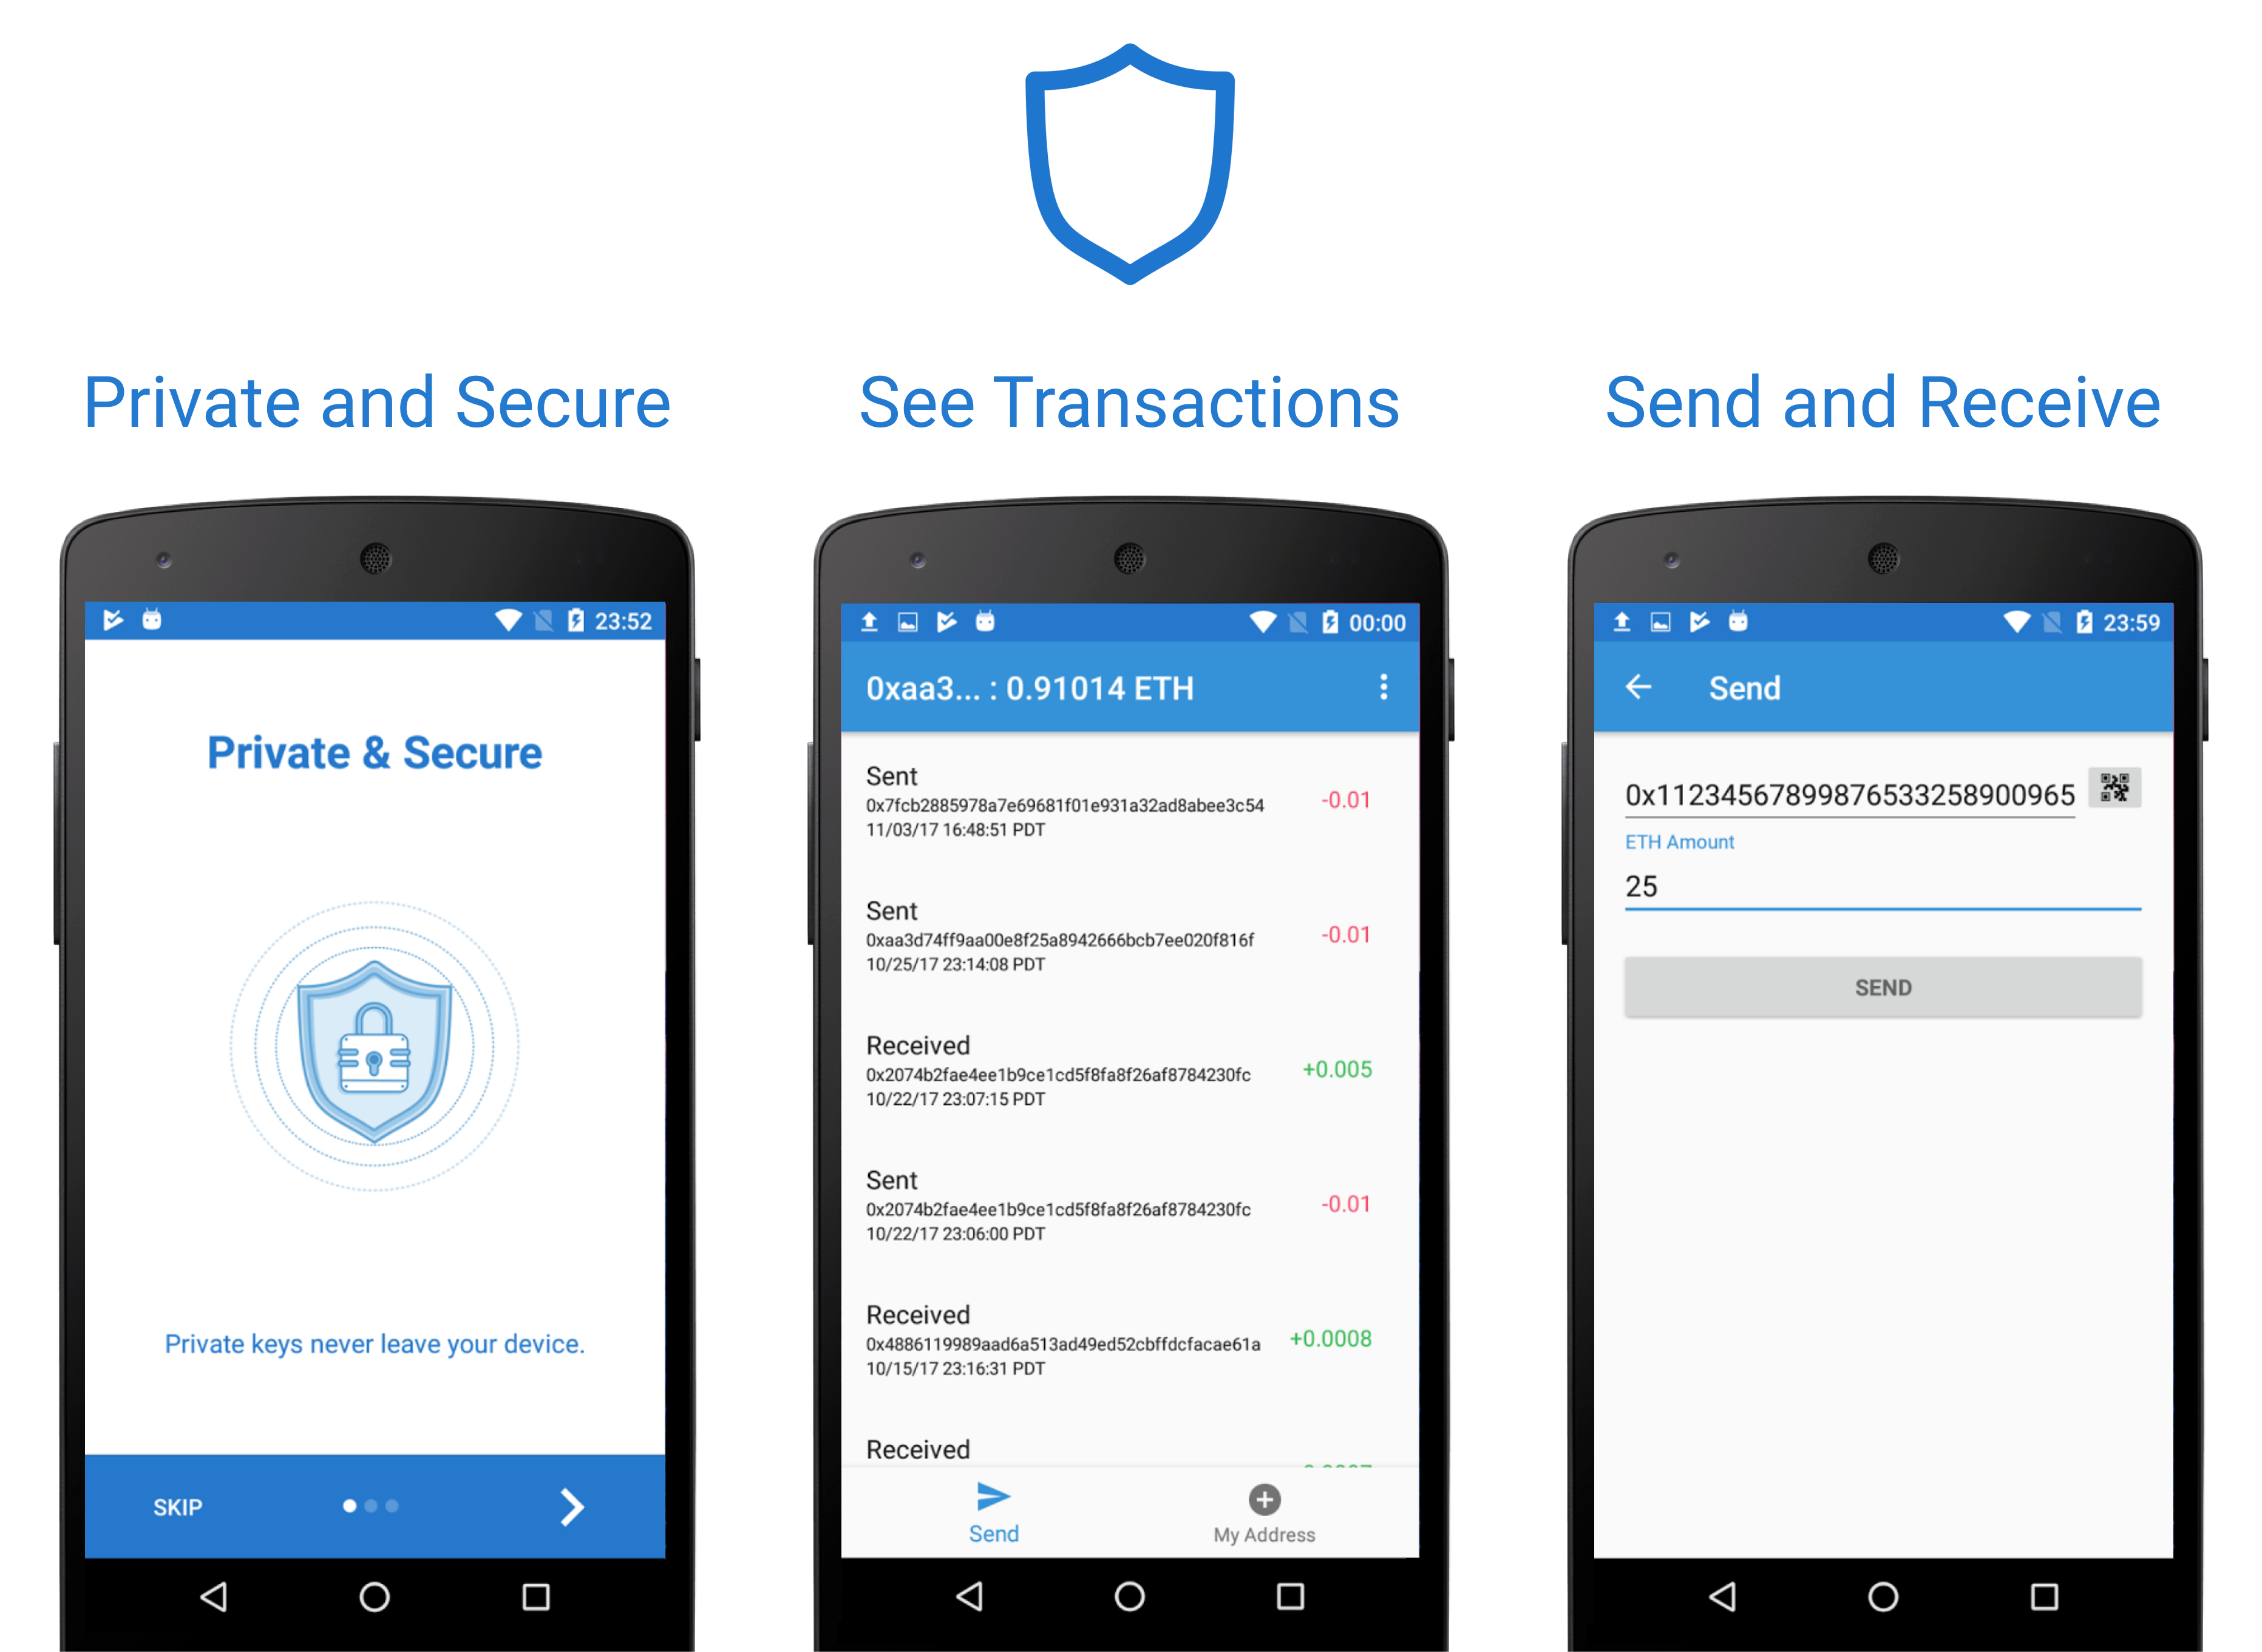 Private and Secure
See Transactions
Send and Receive
23:52
Private & Secure
Private keys never leave your device.
SKIP
00:00
0xaa3... : 0.91014 ETH
Sent
0x7fcb2885978a7e69681f01e931a32ad8abee3c54
-0.01
11/03/17 16:48:51 PDT
Sent
0xaa3d74ff9aa00e8f25a8942666bcb7ee020f816f
-0.01
10/25/17 23:14:08 PDT
Received
0x2074b2fae4ee1b9ce1cd5f8fa8f26af8784230fc
+0.005
10/22/17 23:07:15 PDT
Sent
0x2074b2fae4ee1b9ce1cd5f8fa8f26af8784230fc
-0.01
10/22/17 23:06:00 PDT
Received
0x4886119989aad6a513ad49ed52cbffdcfacae61a
+0.0008
10/15/17 23:16:31 PDT
Received
Send
My Address
23:59
Send
0x11234567899876533258900965
ETH Amount
25
SEND